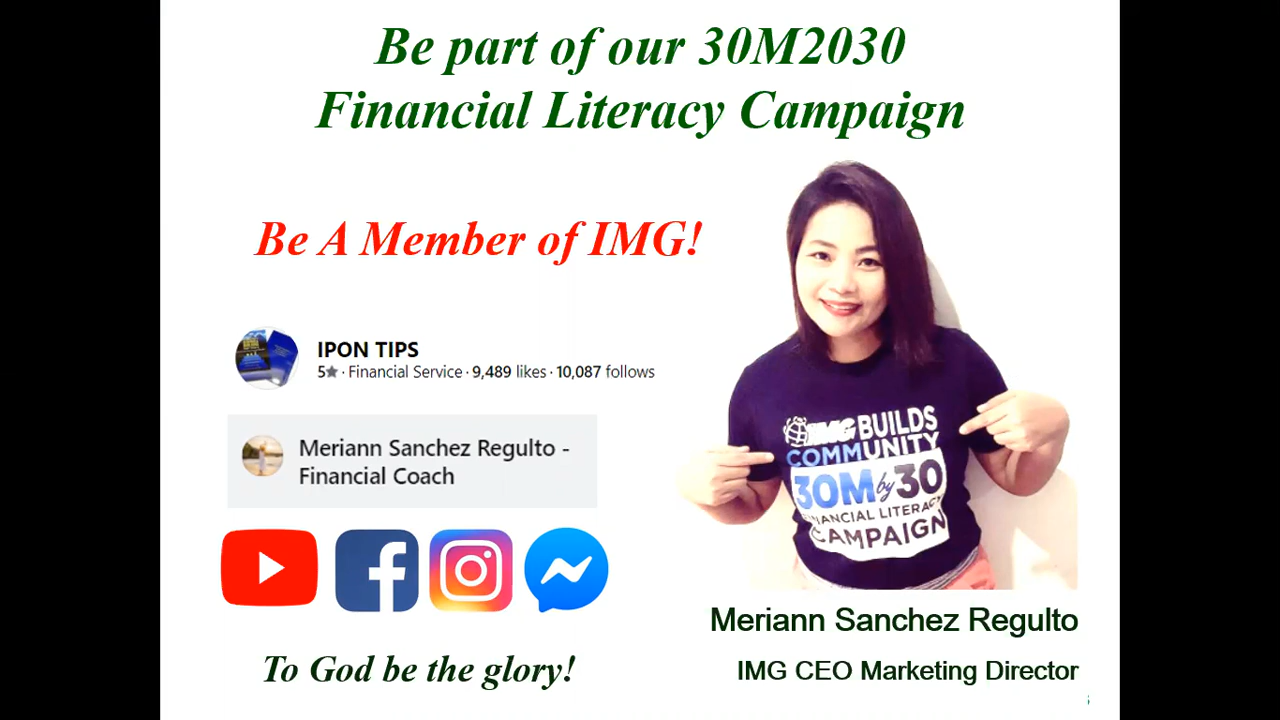 Be part of our 30M2030
Financial Literacy Campaign
Be A Member of IMG!
IPON TIPS
5★ · Financial Service · 9,489 likes · 10,087 follows
Meriann Sanchez Regulto -
Financial Coach
IMG BUILDS
COMMUNITY
30M by 30
FINANCIAL LITERACY
CAMPAIGN
Meriann Sanchez Regulto
IMG CEO Marketing Director
To God be the glory!